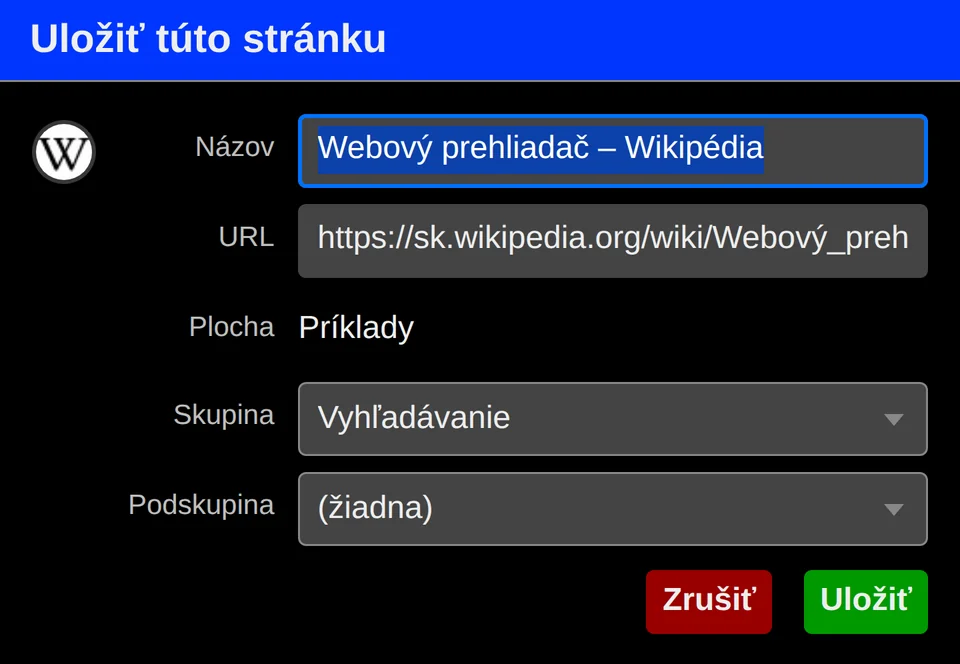 Uložiť túto stránku
W
Názov Webový prehliadač – Wikipédia
URL https://sk.wikipedia.org/wiki/Webový_preh
Plocha Príklady
Skupina Vyhľadávanie
Podskupina (žiadna)
Zrušiť Uložiť